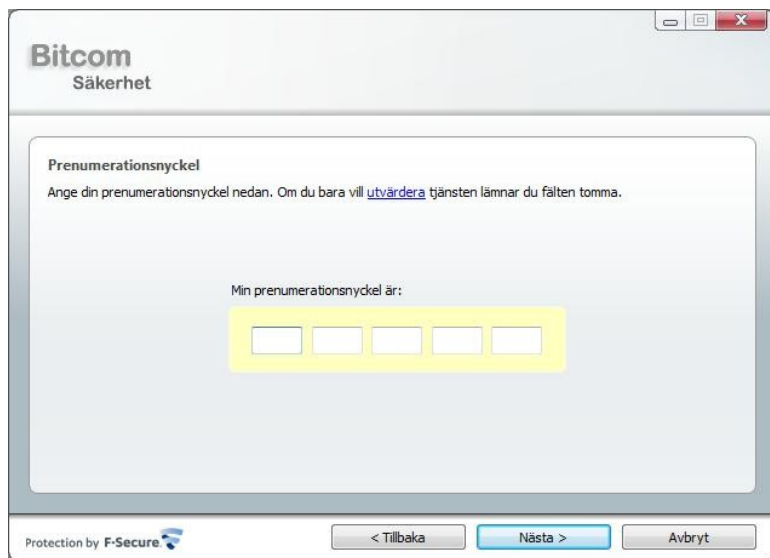 Bitcom
Säkerhet
Prenumerationsnyckel
Ange din prenumerationsnyckel nedan. Om du bara vill utvärdera tjänsten lämnar du fälten tomma.
Min prenumerationsnyckel är:
Protection by F-Secure
< Tillbaka
Nästa >
Avbryt